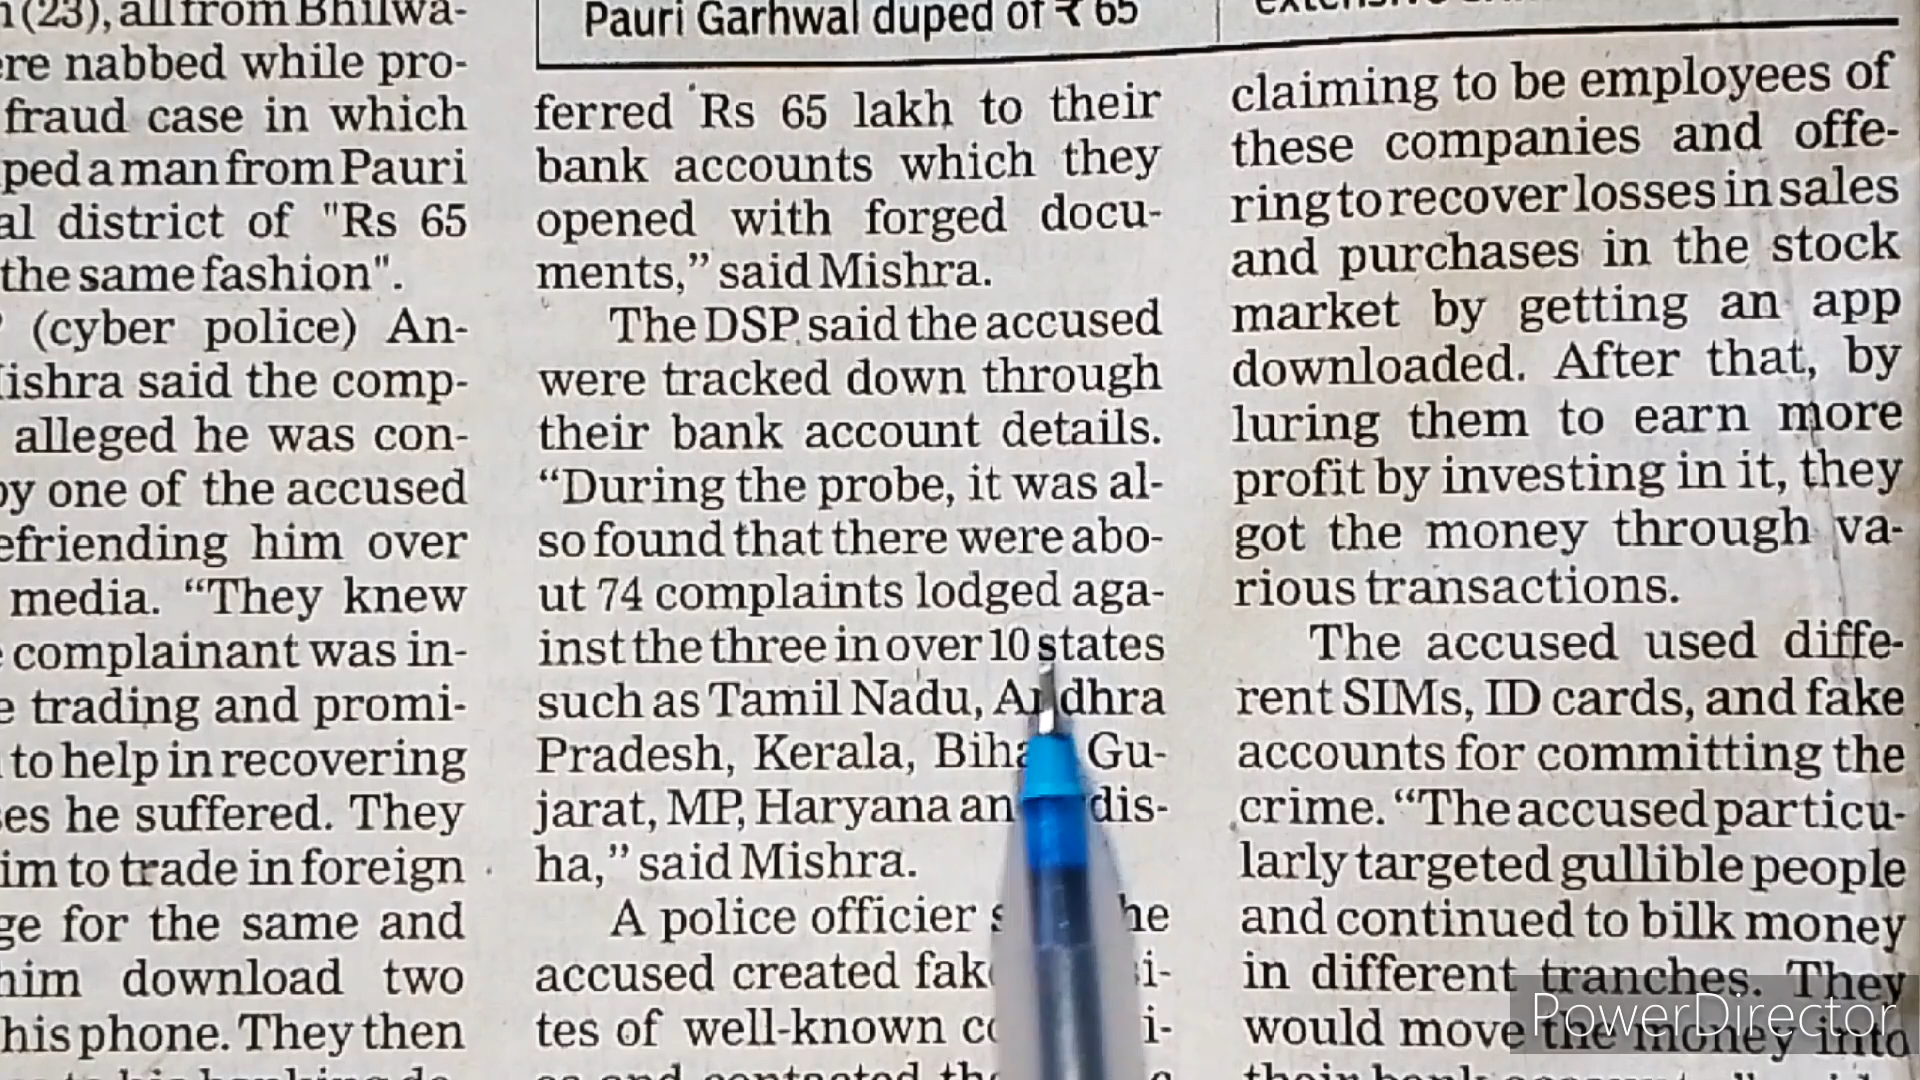 (23), all from Bhilwa-
ere nabbed while pro-
fraud case in which
ped a man from Pauri
al district of "Rs 65
the same fashion".
(cyber police) An-
ishra said the comp-
alleged he was con-
by one of the accused
efriending him over
media. “They knew
complainant was in-
e trading and promi-
to help in recovering
ses he suffered. They
im to trade in foreign
ge for the same and
him download two
his phone. They then
Pauri Garhwal duped of ₹ 65
ferred Rs 65 lakh to their
bank accounts which they
opened with forged docu-
ments,” said Mishra.
The DSP said the accused
were tracked down through
their bank account details.
“During the probe, it was al-
so found that there were abo-
ut 74 complaints lodged aga-
inst the three in over 10 states
such as Tamil Nadu, Andhra
Pradesh, Kerala, Biha Gu-
jarat, MP, Haryana an dis-
ha,” said Mishra.
A police officier s he
accused created fak i-
tes of well-known co i-
claiming to be employees of
these companies and offe-
ring to recover losses in sales
and purchases in the stock
market by getting an app
downloaded. After that, by
luring them to earn more
profit by investing in it, they
got the money through va-
rious transactions.
The accused used diffe-
rent SIMs, ID cards, and fake
accounts for committing the
crime. “The accused particu-
larly targeted gullible people
and continued to bilk money
in different tranches. They
would move the money into
PowerDirector